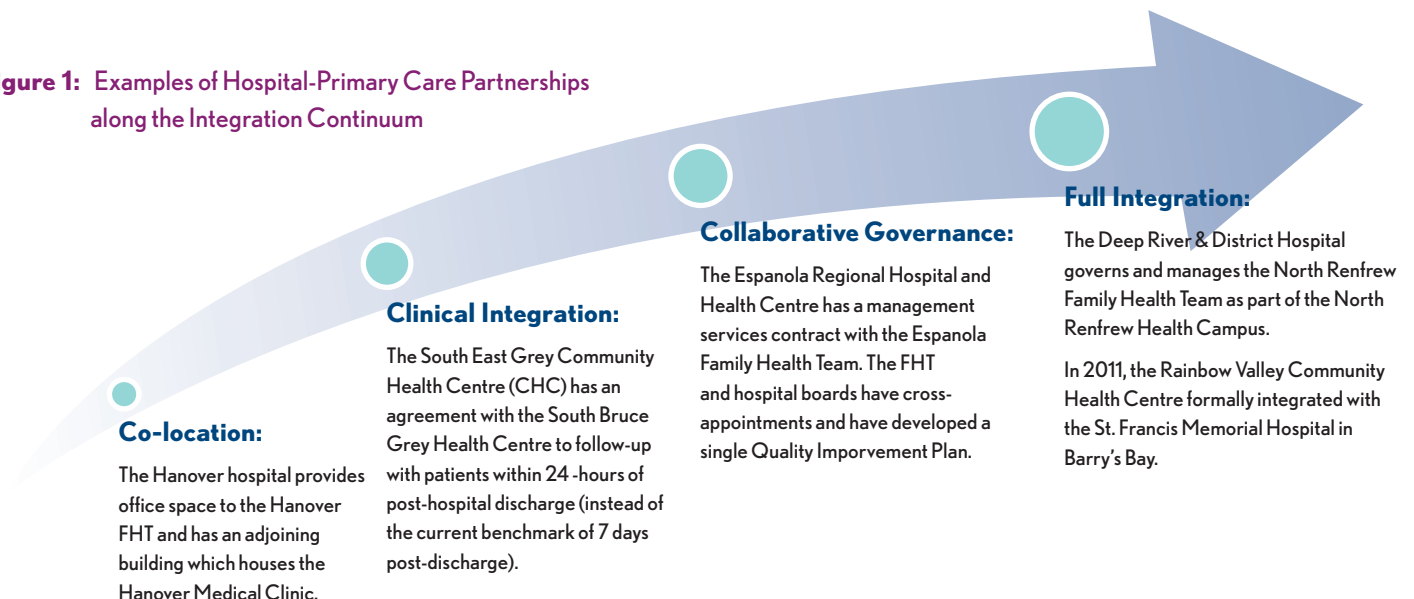 gure 1: Examples of Hospital-Primary Care Partnerships
along the Integration Continuum
Co-location:
The Hanover hospital provides
office space to the Hanover
FHT and has an adjoining
building which houses the
Hanover Medical Clinic.
Clinical Integration:
The South East Grey Community
Health Centre (CHC) has an
agreement with the South Bruce
Grey Health Centre to follow-up
with patients within 24 -hours of
post-hospital discharge (instead of
the current benchmark of 7 days
post-discharge).
Collaborative Governance:
The Espanola Regional Hospital and
Health Centre has a management
services contract with the Espanola
Family Health Team. The FHT
and hospital boards have cross-
appointments and have developed a
single Quality Imporvement Plan.
Full Integration:
The Deep River & District Hospital
governs and manages the North Renfrew
Family Health Team as part of the North
Renfrew Health Campus.
In 2011, the Rainbow Valley Community
Health Centre formally integrated with
the St. Francis Memorial Hospital in
Barry's Bay.